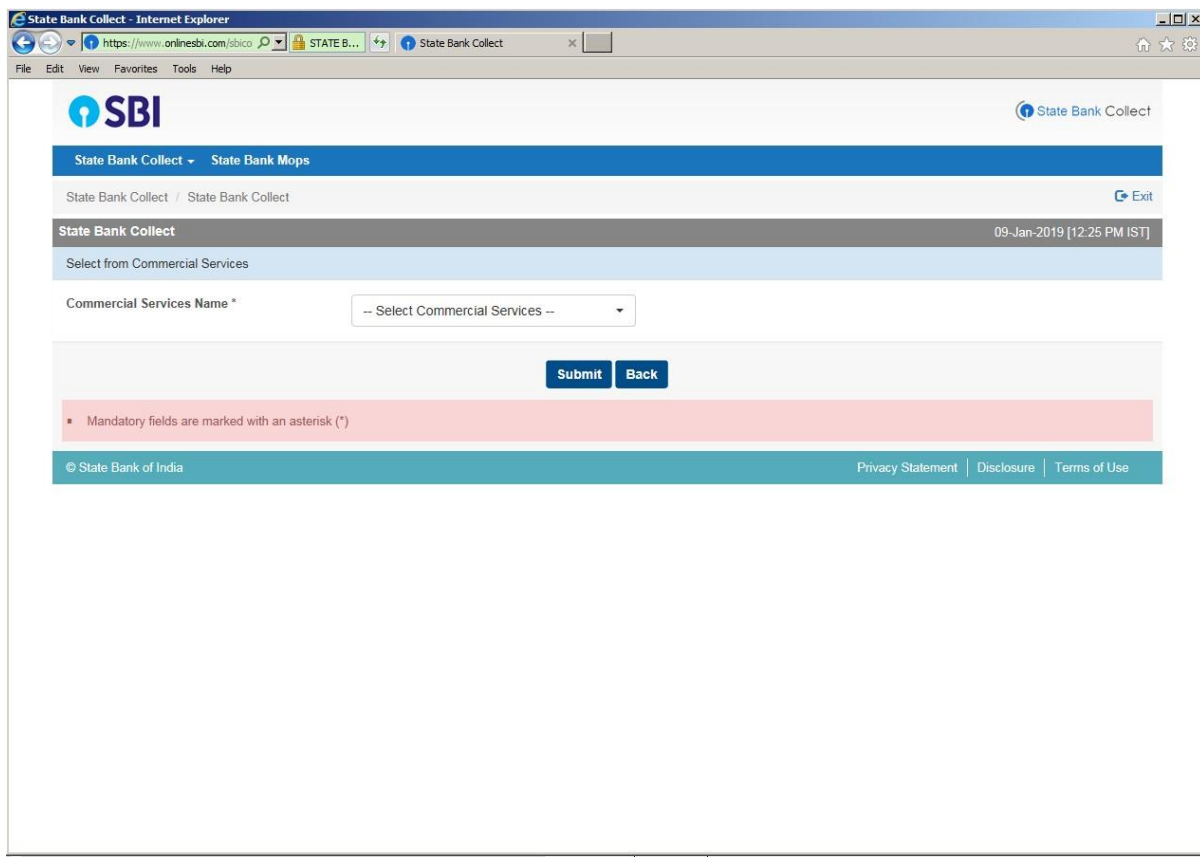 State Bank Collect - Internet Explorer
https://www.onlinesbi.com/sbico STATE B... State Bank Collect
File Edit View Favorites Tools Help
SBI
State Bank Collect
State Bank Collect State Bank Mops
State Bank Collect / State Bank Collect Exit
State Bank Collect 09-Jan-2019 [12:25 PM IST]
Select from Commercial Services
Commercial Services Name * -- Select Commercial Services --
Submit Back
Mandatory fields are marked with an asterisk (*)
© State Bank of India Privacy Statement | Disclosure | Terms of Use